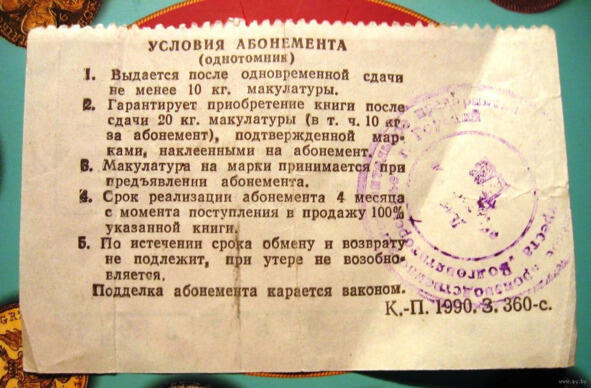 УСЛОВИЯ АБОНЕМЕНТА
(однотомник)
1. Выдается после одновременной сдачи
не менее 10 кг. макулатуры.
2. Гарантирует приобретение книги после
сдачи 20 кг. макулатуры (в т. ч. 10 кг.
за абонемент), подтвержденной мар-
ками, наклеенными на абонемент.
3. Макулатура на марки принимается при
предъявлении абонемента.
4. Срок реализации абонемента 4 месяца
с момента поступления в продажу 100%
указанной книги.
5. По истечении срока обмену и возврату
не подлежит, при утере не возобно-
вляется.
Подделка абонемента карается законом.
К.-П. 1990. З. 360-с.
г. Горький